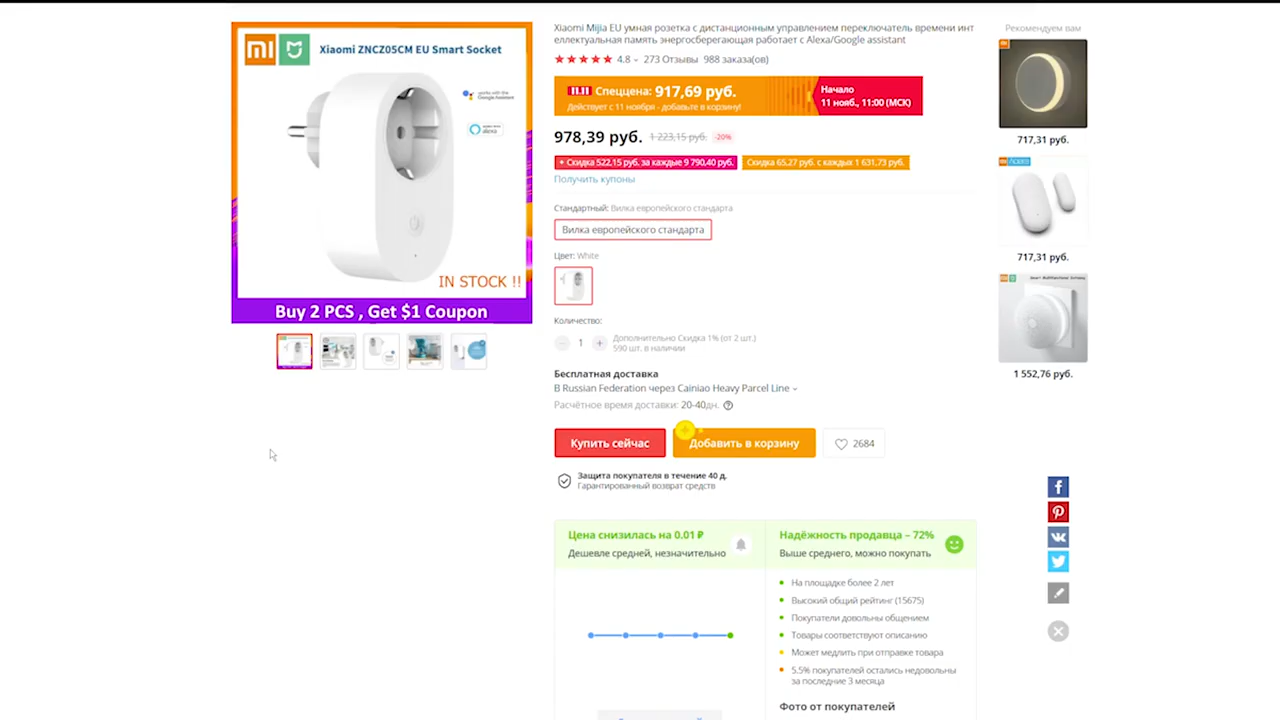 Xiaomi ZNCZ05CM EU Smart Socket
works with the
Google Assistant
alexa
IN STOCK !!
Buy 2 PCS , Get $1 Coupon
Xiaomi Mijia EU умная розетка с дистанционным управлением переключатель времени инт
еллектуальная память энергосберегающая работает с Alexa/Google assistant
4.8 273 Отзывы 988 заказа(ов)
11.11 Спеццена: 917,69 руб.
Действует с 11 ноября - добавьте в корзину!
Начало
11 нояб., 11:00 (МСК)
978,39 руб. 1 223,15 руб. -20%
+ Скидка 522,15 руб. за каждые 9 790,40 руб. Скидка 65,27 руб. с каждых 1 631,73 руб.
Получить купоны
Стандартный: Вилка европейского стандарта
Вилка европейского стандарта
Цвет: White
Количество:
1
Дополнительно Скидка 1% (от 2 шт.)
590 шт. в наличии
Бесплатная доставка
В Russian Federation через Cainiao Heavy Parcel Line
Расчётное время доставки: 20-40дн.
Купить сейчас Добавить в корзину 2684
Защита покупателя в течение 40 д.
Гарантированный возврат средств
Цена снизилась на 0.01 ₽
Дешевле средней, незначительно
Надёжность продавца – 72%
Выше среднего, можно покупать
На площадке более 2 лет
Высокий общий рейтинг (15675)
Покупатели довольны общением
Товары соответствуют описанию
Может медлить при отправке товара
5.5% покупателей остались недовольны
за последние 3 месяца
Фото от покупателей
Рекомендуем вам
717,31 руб.
Aqara
717,31 руб.
1 552,76 руб.